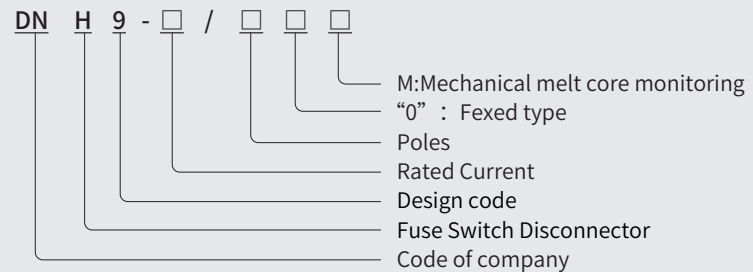 DN H 9 - □ / □ □ □
M:Mechanical melt core monitoring
“0” : Fexed type
Poles
Rated Current
Design code
Fuse Switch Disconnector
Code of company